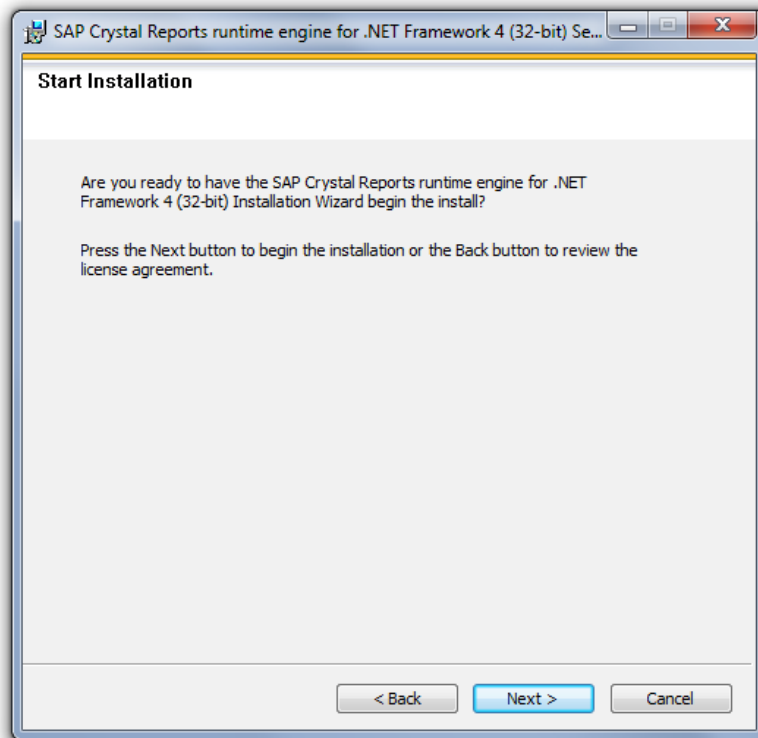 SAP Crystal Reports runtime engine for .NET Framework 4 (32-bit) Se...
Start Installation
Are you ready to have the SAP Crystal Reports runtime engine for .NET
Framework 4 (32-bit) Installation Wizard begin the install?
Press the Next button to begin the installation or the Back button to review the
license agreement.
< Back
Next >
Cancel